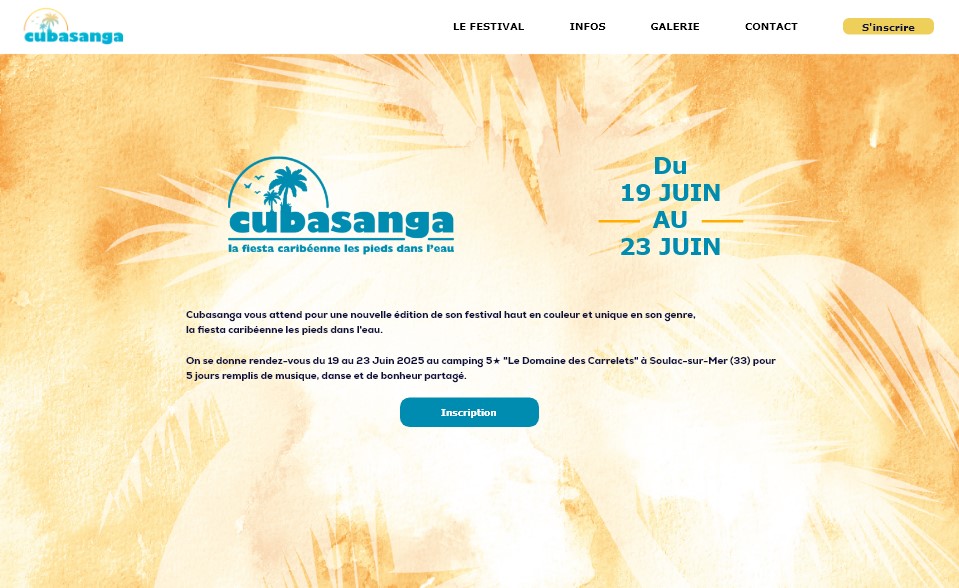 cubasanga
LE FESTIVAL
INFOS
GALERIE
CONTACT
S'inscrire
cubasanga
la fiesta caribéenne les pieds dans l'eau
Du
19 JUIN
AU
23 JUIN
Cubasanga vous attend pour une nouvelle édition de son festival haut en couleur et unique en son genre,
la fiesta caribéenne les pieds dans l'eau.
On se donne rendez-vous du 19 au 23 Juin 2025 au camping 5★ "Le Domaine des Carrelets" à Soulac-sur-Mer (33) pour
5 jours remplis de musique, danse et de bonheur partagé.
Inscription